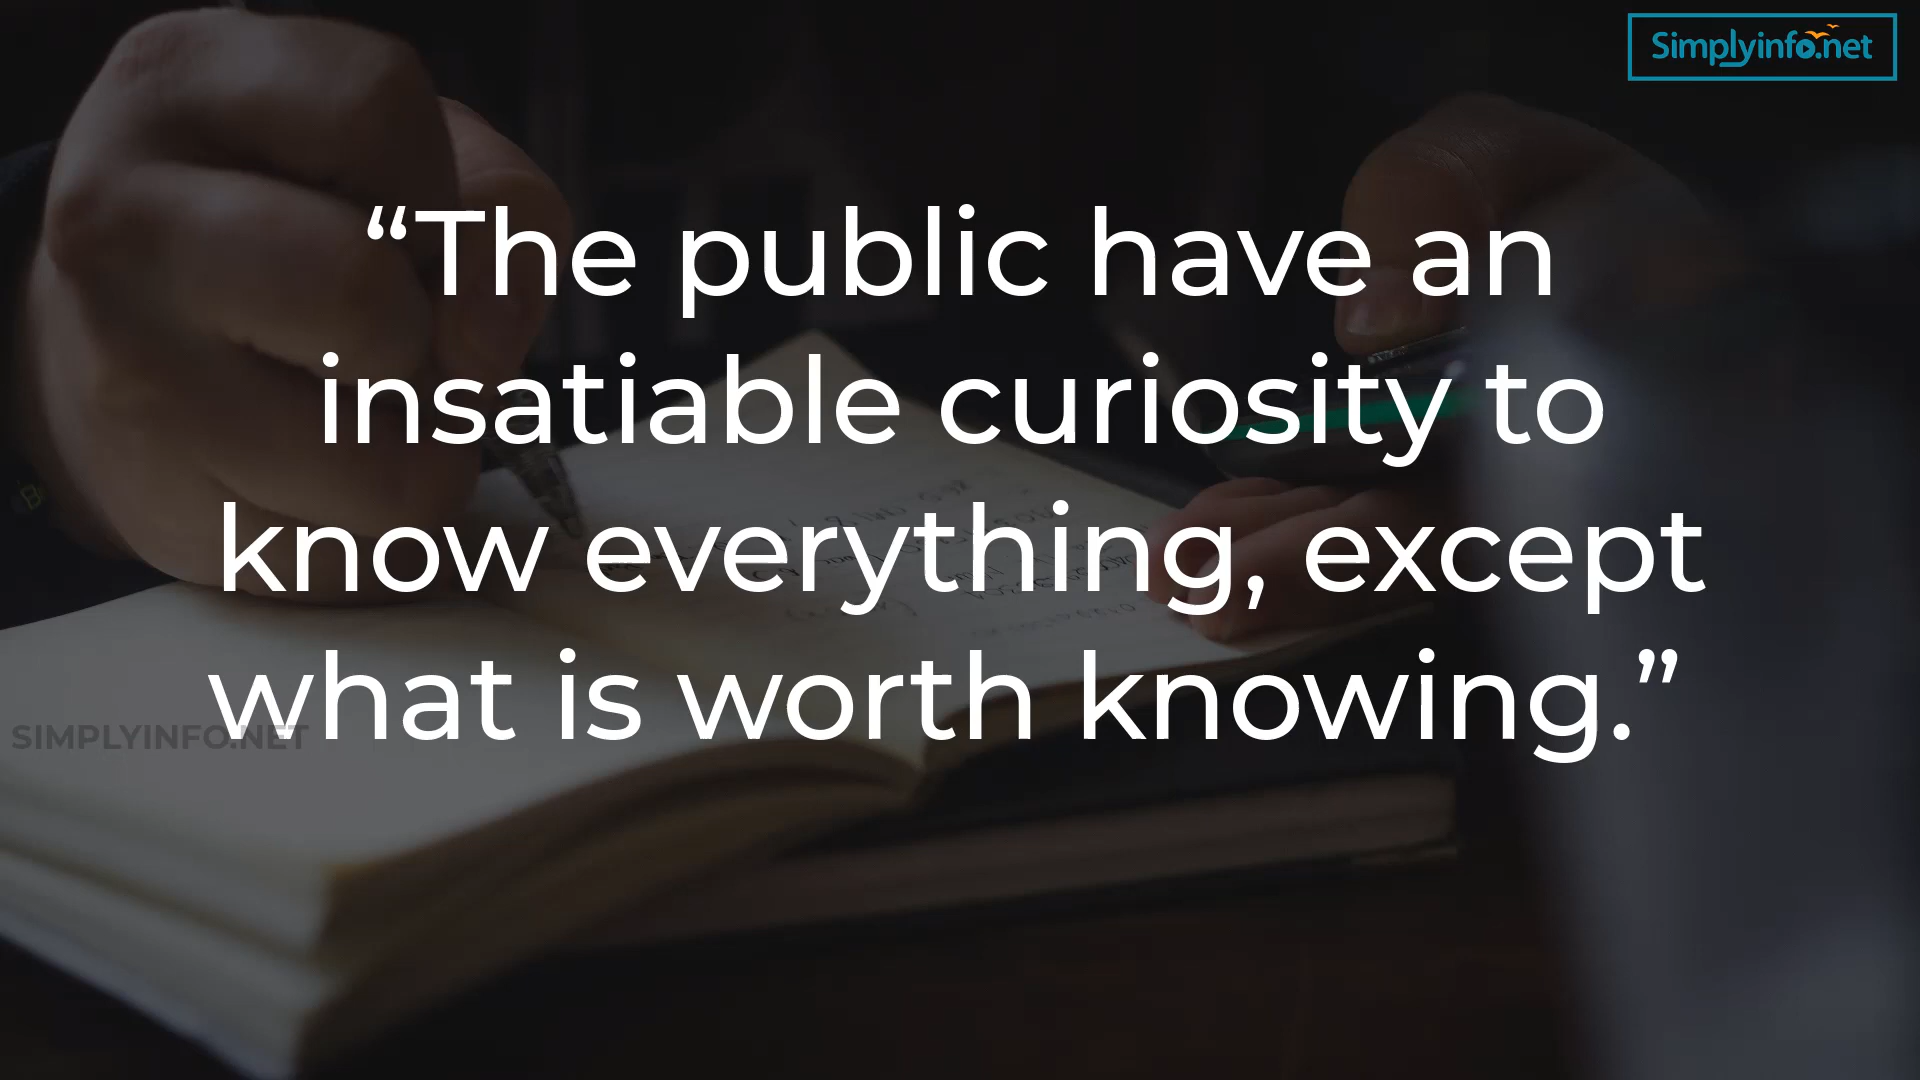 Simplyinfo.net
“The public have an
insatiable curiosity to
know everything, except
what is worth knowing.”
SIMPLYINFO.NET